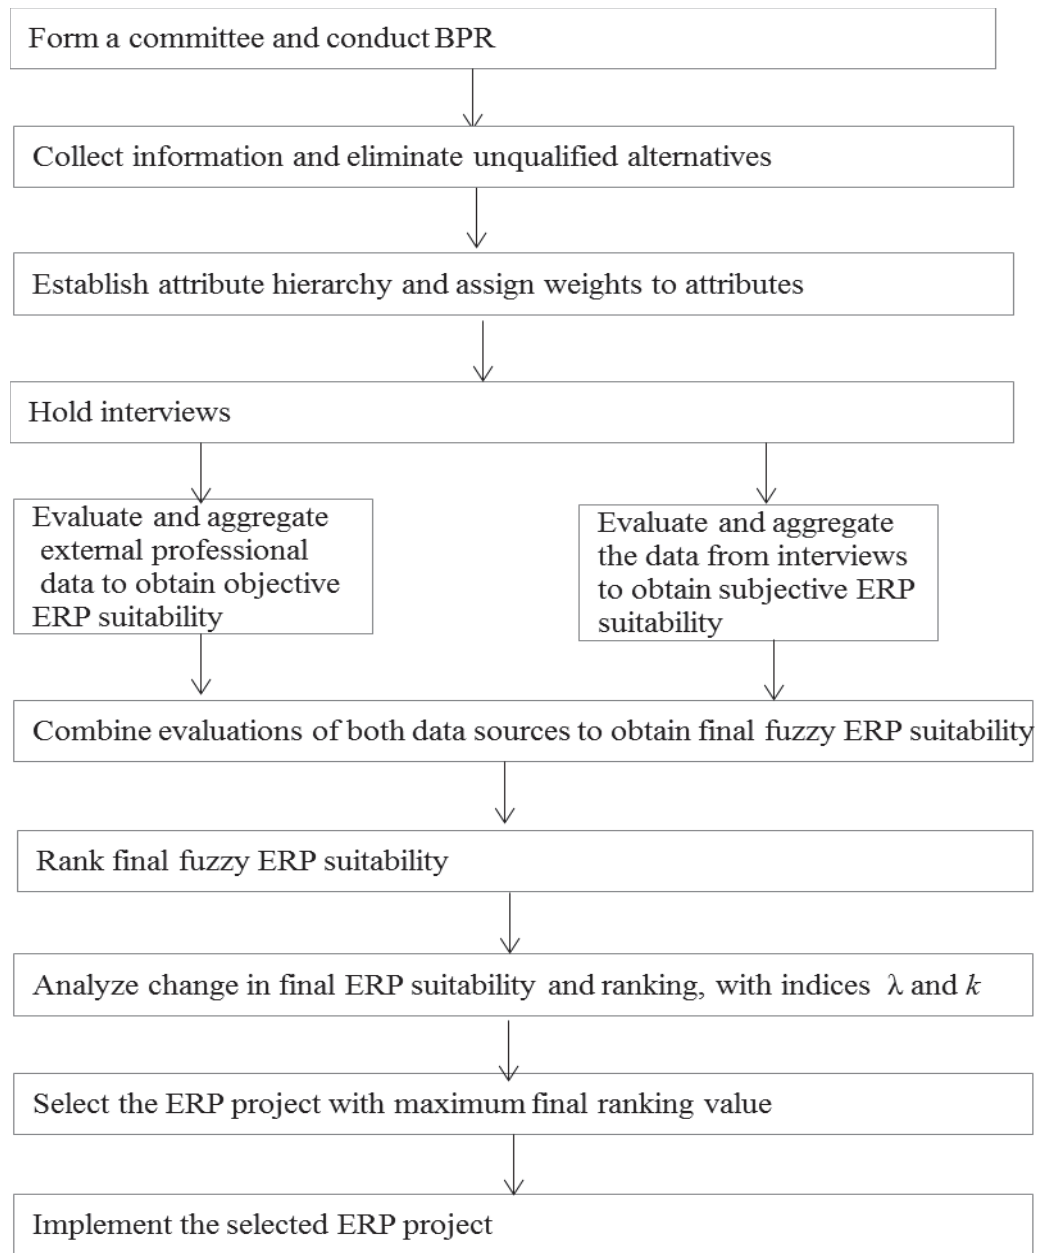 Form a committee and conduct BPR
Collect information and eliminate unqualified alternatives
Establish attribute hierarchy and assign weights to attributes
Hold interviews
Evaluate and aggregate
external professional
data to obtain objective
ERP suitability
Evaluate and aggregate
the data from interviews
to obtain subjective ERP
suitability
Combine evaluations of both data sources to obtain final fuzzy ERP suitability
Rank final fuzzy ERP suitability
Analyze change in final ERP suitability and ranking, with indices λ and k
Select the ERP project with maximum final ranking value
Implement the selected ERP project